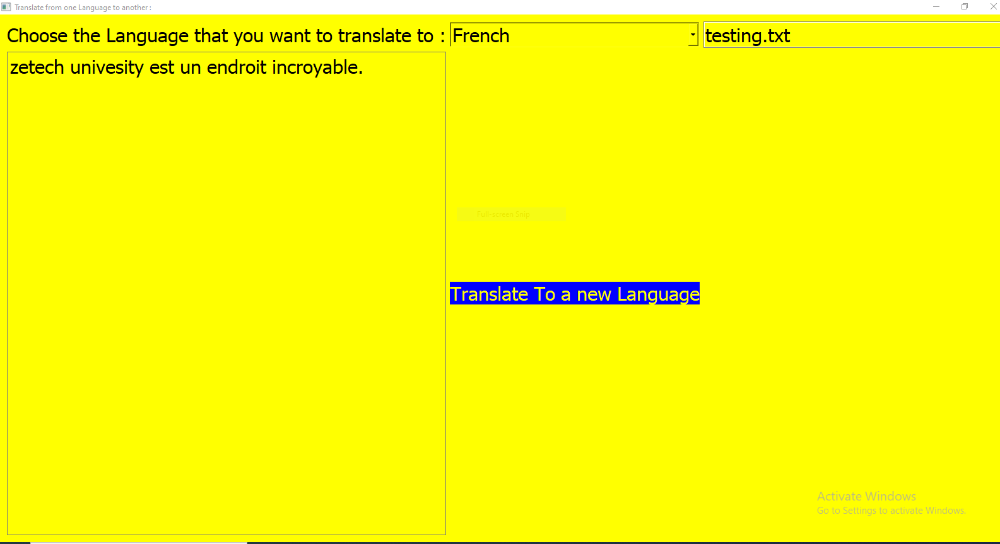 Translate from one Language to another :
Choose the Language that you want to translate to : French testing.txt
zetech univesity est un endroit incroyable.
Full-screen Snip
Translate To a new Language
Activate Windows
Go to Settings to activate Windows.